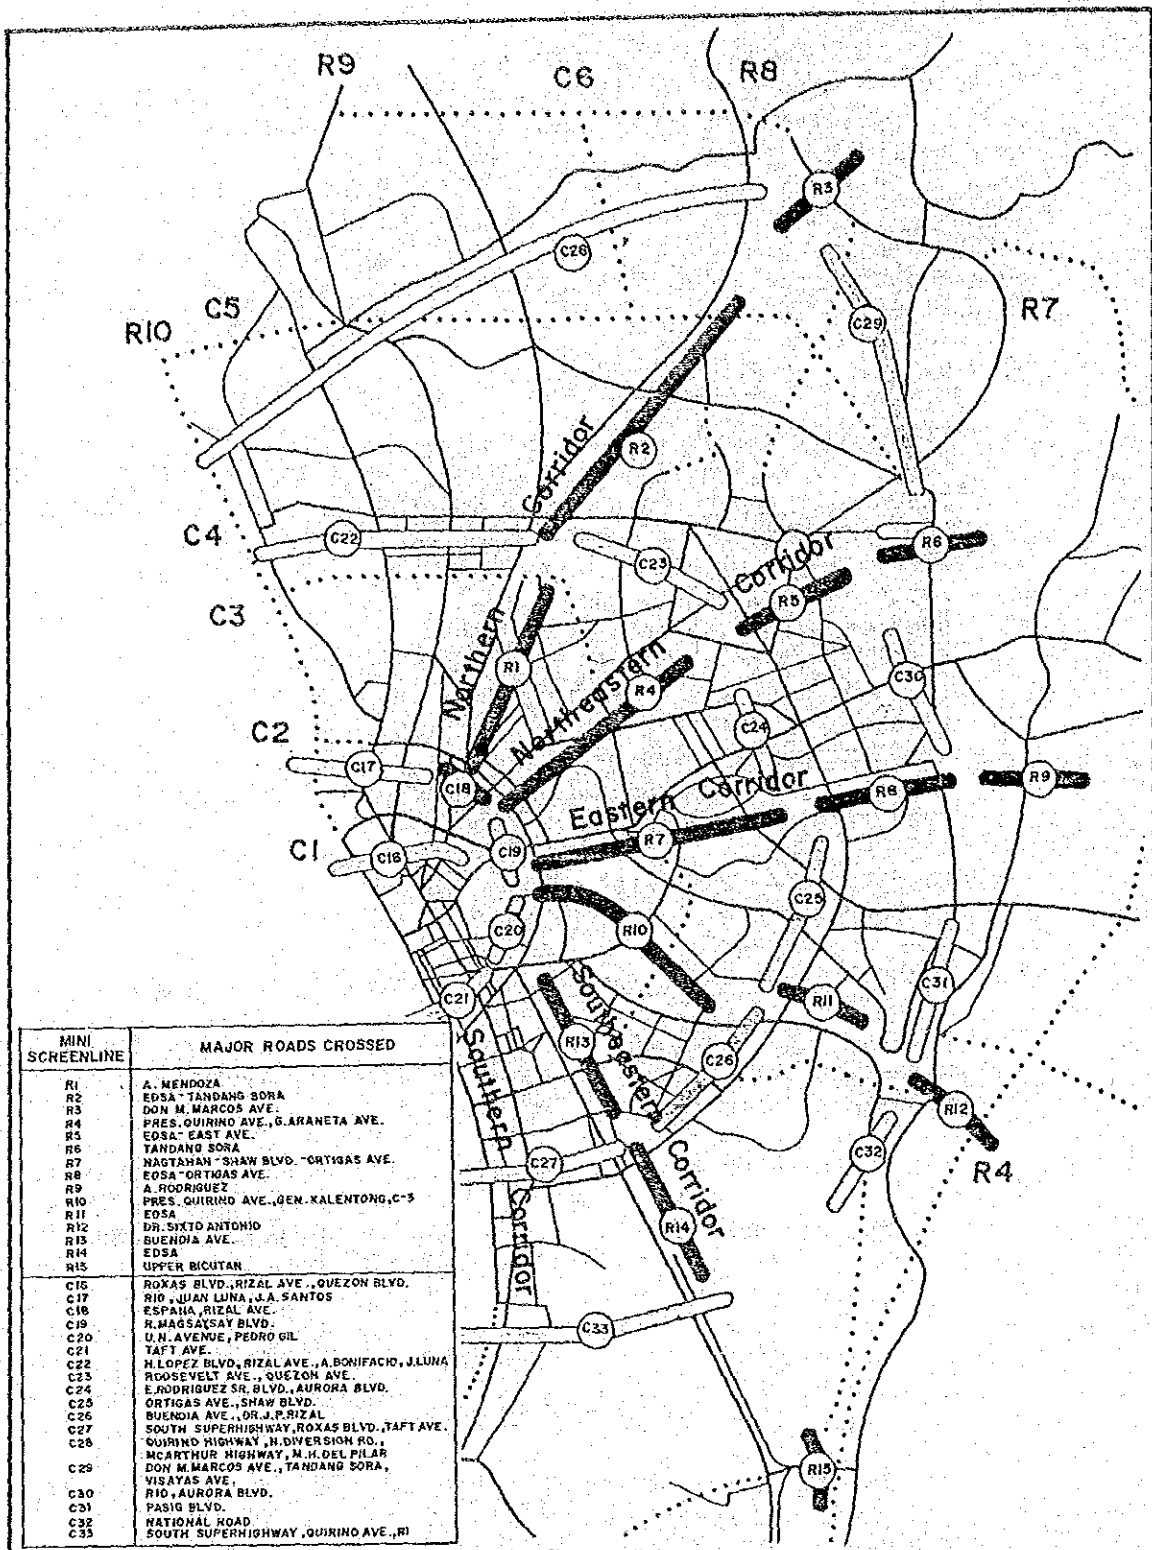 R9
C6
R8
R3
C28
C5
R10
C29
R7
R2
Corridor
C4
C22
C23
Corridor
R6
R5
C3
Northern
R1
Northeastern
R4
C30
C2
C24
C17
C18
Corridor
R8
R9
Eastern
R7
C1
C16
C19
C25
C20
R10
C21
Southeastern
R11
C31
R13
C26
Southern
R12
C32
R4
C27
Corridor
Corridor
R14
C33
R15
MINI SCREENLINE MAJOR ROADS CROSSED
R1 A. MENDOZA
R2 EDSA-TANDANG SORA
R3 DON M. MARCOS AVE.
R4 PRES. QUIRINO AVE., G. ARANETA AVE.
R5 EDSA-EAST AVE.
R6 TANDANG SORA
R7 NAGTAHAN-SHAW BLVD.-ORTIGAS AVE.
R8 EDSA-ORTIGAS AVE.
R9 A. RODRIGUEZ
R10 PRES. QUIRINO AVE., GEN. KALENTONG, C-3
R11 EDSA
R12 DR. SIXTO ANTONIO
R13 BUENDIA AVE.
R14 EDSA
R15 UPPER BICUTAN
C16 ROXAS BLVD., RIZAL AVE., QUEZON BLVD.
C17 R10, JUAN LUNA, J.A. SANTOS
C18 ESPAÑA, RIZAL AVE.
C19 R. MAGSAYSAY BLVD.
C20 U.N. AVENUE, PEDRO GIL
C21 TAFT AVE.
C22 H. LOPEZ BLVD, RIZAL AVE., A. BONIFACIO, J. LUNA
C23 ROOSEVELT AVE., QUEZON AVE.
C24 E. RODRIGUEZ SR. BLVD., AURORA BLVD.
C25 ORTIGAS AVE., SHAW BLVD.
C26 BUENDIA AVE., DR. J.P. RIZAL
C27 SOUTH SUPERHIGHWAY, ROXAS BLVD., TAFT AVE.
C28 QUIRINO HIGHWAY, N. DIVERSION RD.,
MCARTHUR HIGHWAY, M.H. DEL PILAR
C29 DON M. MARCOS AVE., TANDANG SORA,
VISAYAS AVE.
C30 R10, AURORA BLVD.
C31 PASIG BLVD.
C32 NATIONAL ROAD
C33 SOUTH SUPERHIGHWAY, QUIRINO AVE., R1